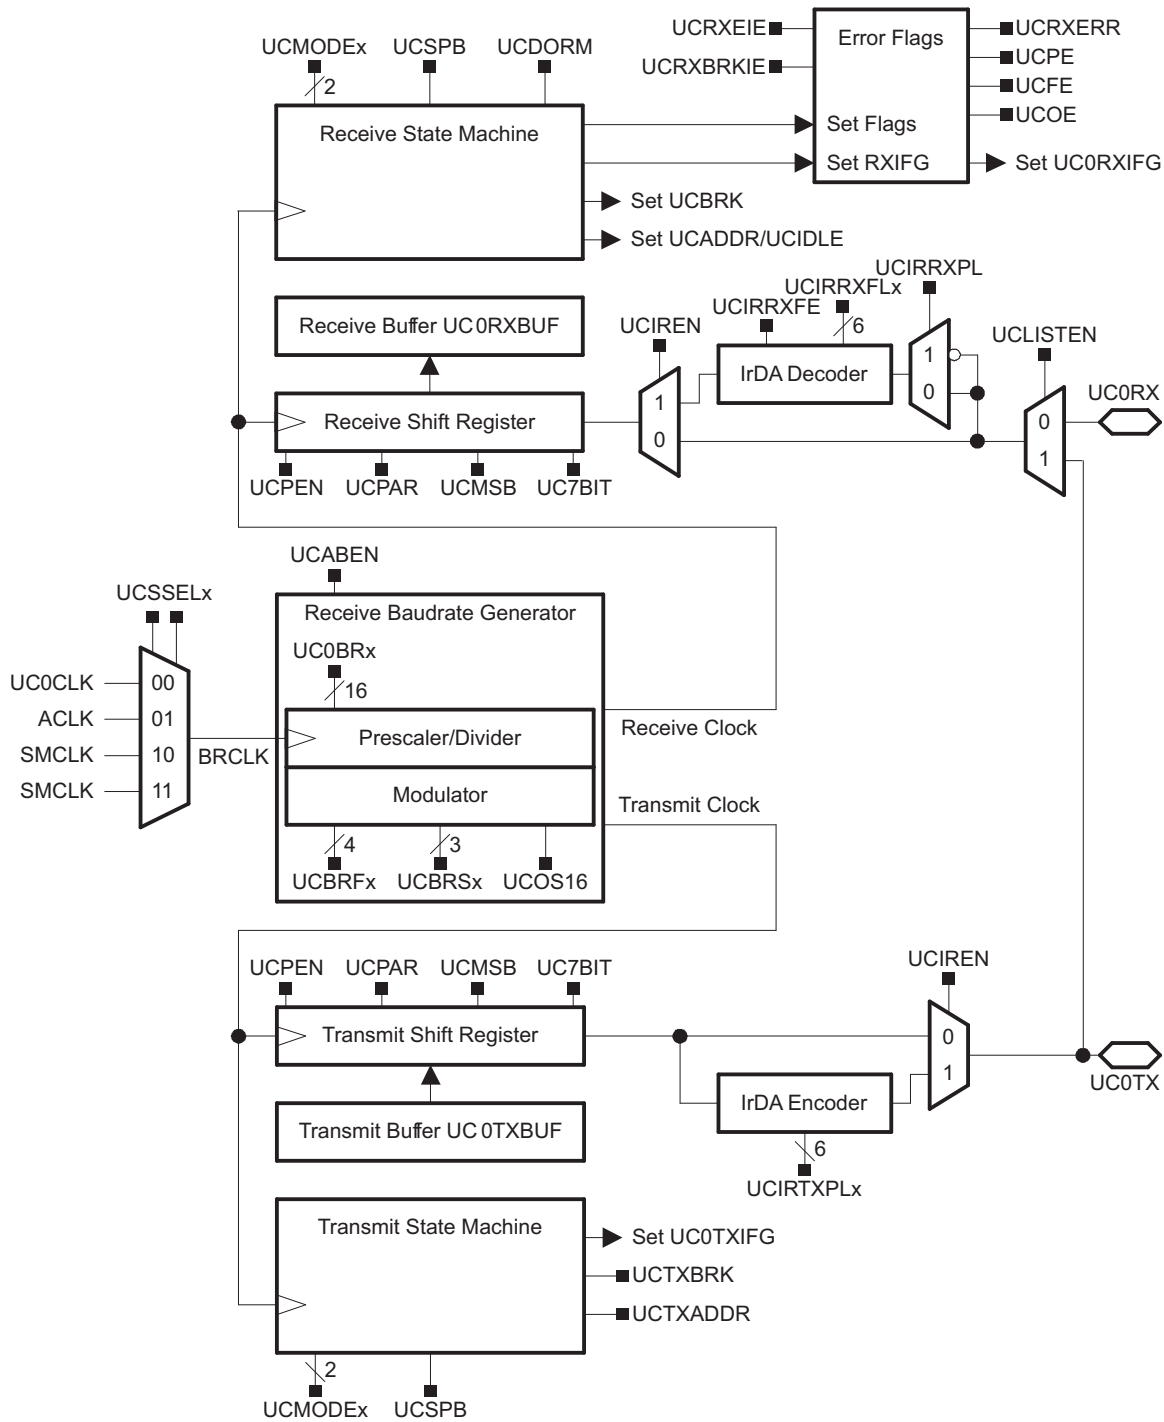 UCMODEx
UCSPB
UCDORM
2
Receive State Machine
UCRXEIE
UCRXBRKIE
Error Flags
Set Flags
Set RXIFG
UCRXERR
UCPE
UCFE
UCOE
Set UC0RXIFG
Set UCBRK
Set UCADDR/UCIDLE
Receive Buffer UC0RXBUF
Receive Shift Register
UCPEN
UCPAR
UCMSB
UC7BIT
UCIREN
1
0
UCIRRXFE
UCIRRXFLx
6
IrDA Decoder
UCIRRXPL
1
0
UCLISTEN
0
1
UC0RX
UCABEN
Receive Baudrate Generator
UC0BRx
16
Prescaler/Divider
Modulator
4
3
UCBRFx
UCBRSx
UCOS16
UCSSELx
UC0CLK
00
ACLK
01
SMCLK
10
SMCLK
11
BRCLK
Receive Clock
Transmit Clock
UCPEN
UCPAR
UCMSB
UC7BIT
Transmit Shift Register
Transmit Buffer UC0TXBUF
UCIREN
0
1
IrDA Encoder
6
UCIRTXPLx
UC0TX
Transmit State Machine
Set UC0TXIFG
UCTXBRK
UCTXADDR
2
UCMODEx
UCSPB